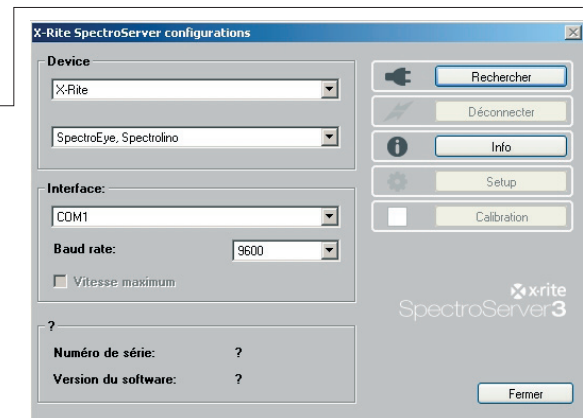 X-Rite SpectroServer configurations
Device
X-Rite
SpectroEye, Spectrolino
Interface:
COM1
Baud rate:
9600
Vitesse maximum
?
Numéro de série:
?
Version du software:
?
Rechercher
Déconnecter
Info
Setup
Calibration
x·rite
SpectroServer3
Fermer